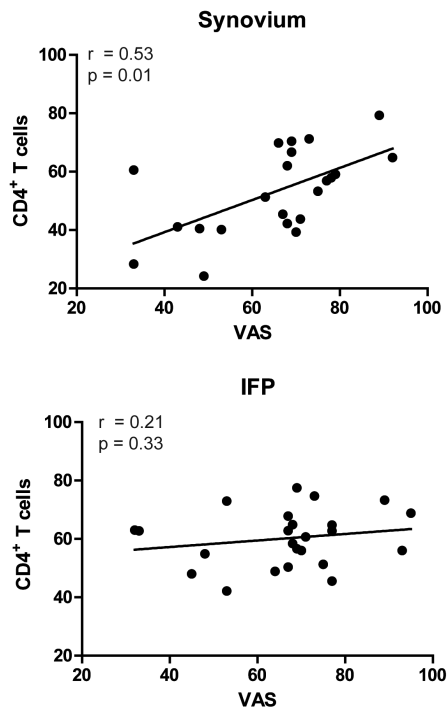 Synovium
r = 0.53
p = 0.01
CD4⁺ T cells
100
80
60
40
20
20 40 60 80 100
VAS
IFP
r = 0.21
p = 0.33
CD4⁺ T cells
100
80
60
40
20
20 40 60 80 100
VAS